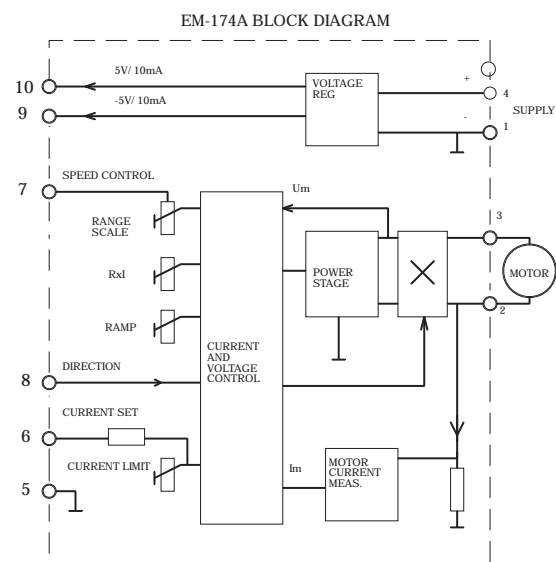 EM-174A BLOCK DIAGRAM
10
5V/ 10mA
9
-5V/ 10mA
VOLTAGE
REG
+
4
SUPPLY
-
1
7
SPEED CONTROL
RANGE
SCALE
RxI
RAMP
Um
POWER
STAGE
3
MOTOR
2
CURRENT
AND
VOLTAGE
CONTROL
8
DIRECTION
6
CURRENT SET
CURRENT LIMIT
5
Im
MOTOR
CURRENT
MEAS.